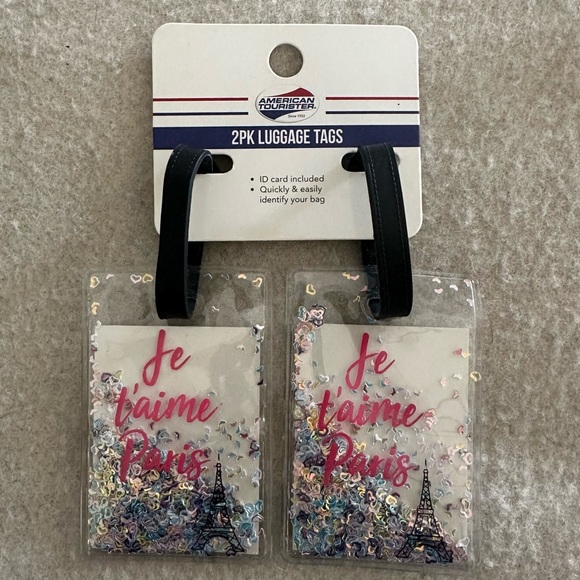 AMERICAN
TOURISTER
Since 1933
2PK LUGGAGE TAGS
• ID card included
• Quickly & easily
identify your bag
Je
t'aime
Paris
Je
t'aime
Paris